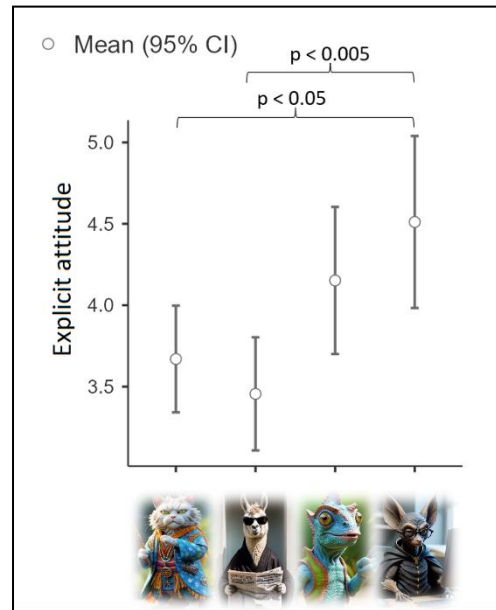 Mean (95% CI)
p < 0.005
p < 0.05
5.0
4.5
4.0
3.5
Explicit attitude